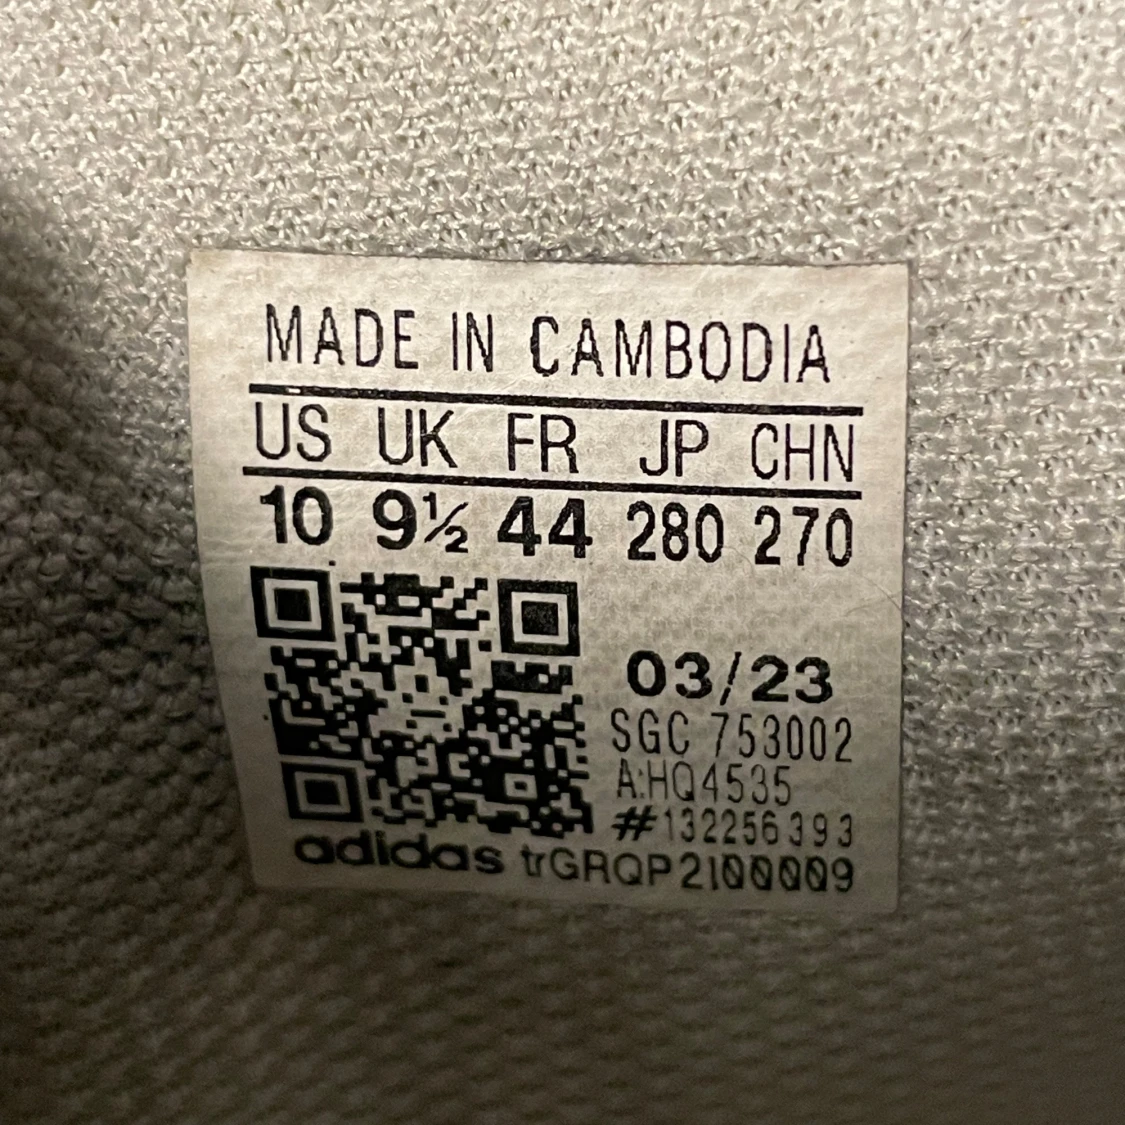 MADE IN CAMBODIA
US UK FR JP CHN
10 9½ 44 280 270
03/23
SGC 753002
A:HQ4535
#132256393
adidas trGRQP2100009